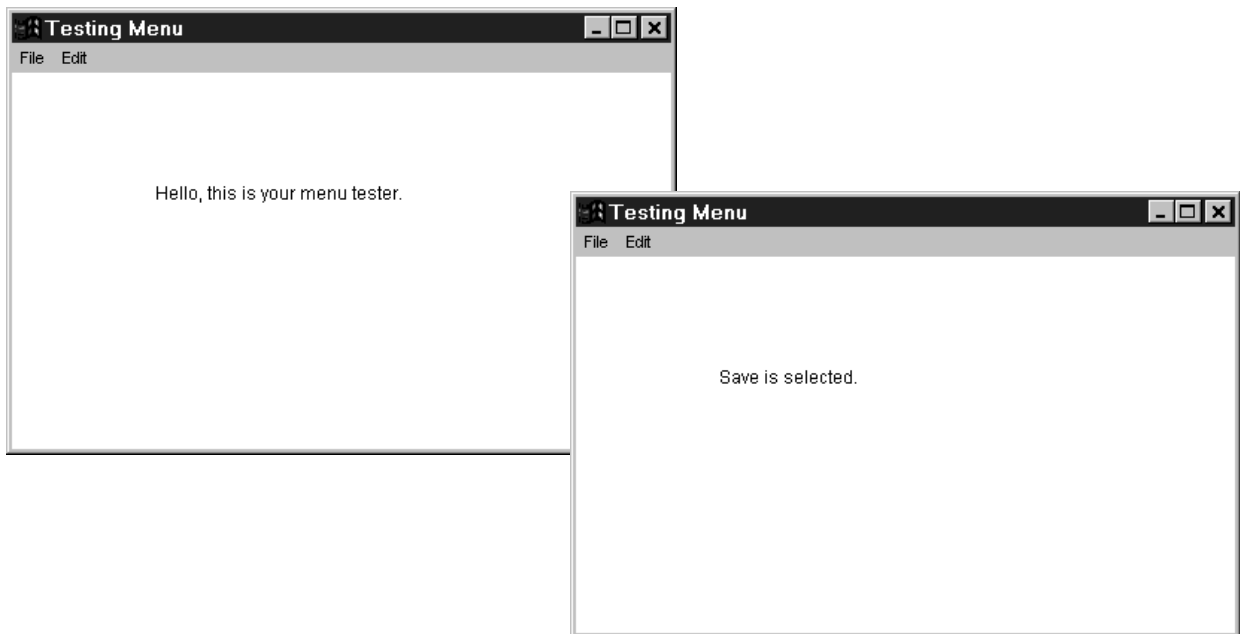 Testing Menu
File Edit
Hello, this is your menu tester.
Testing Menu
File Edit
Save is selected.